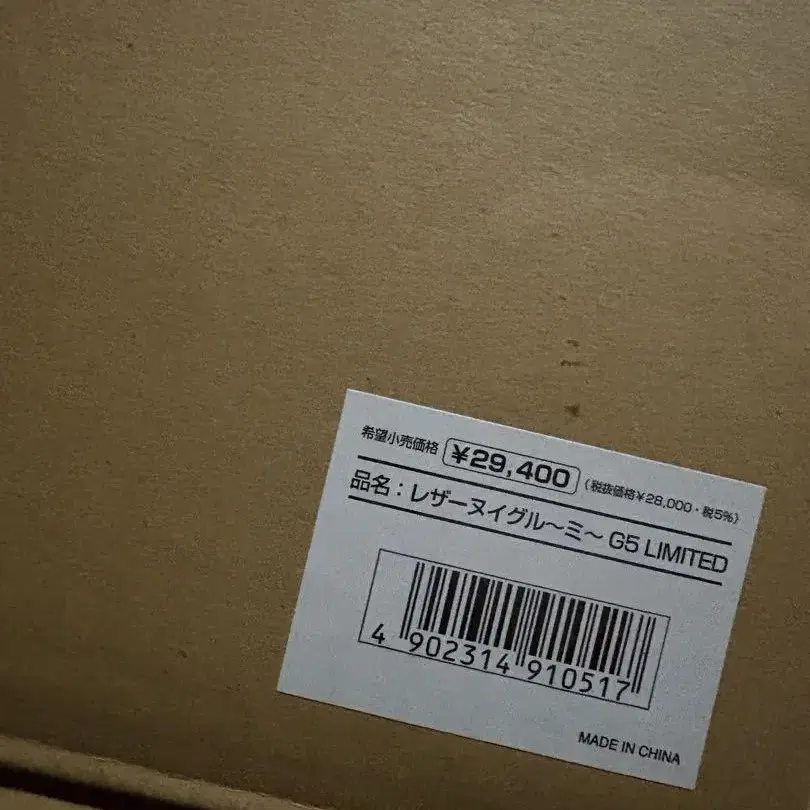 希望小売価格 ¥29,400 (税抜価格¥28,000・税5%)
品名:レザーヌイグル〜ミ〜 G5 LIMITED
4 902314 910517
MADE IN CHINA